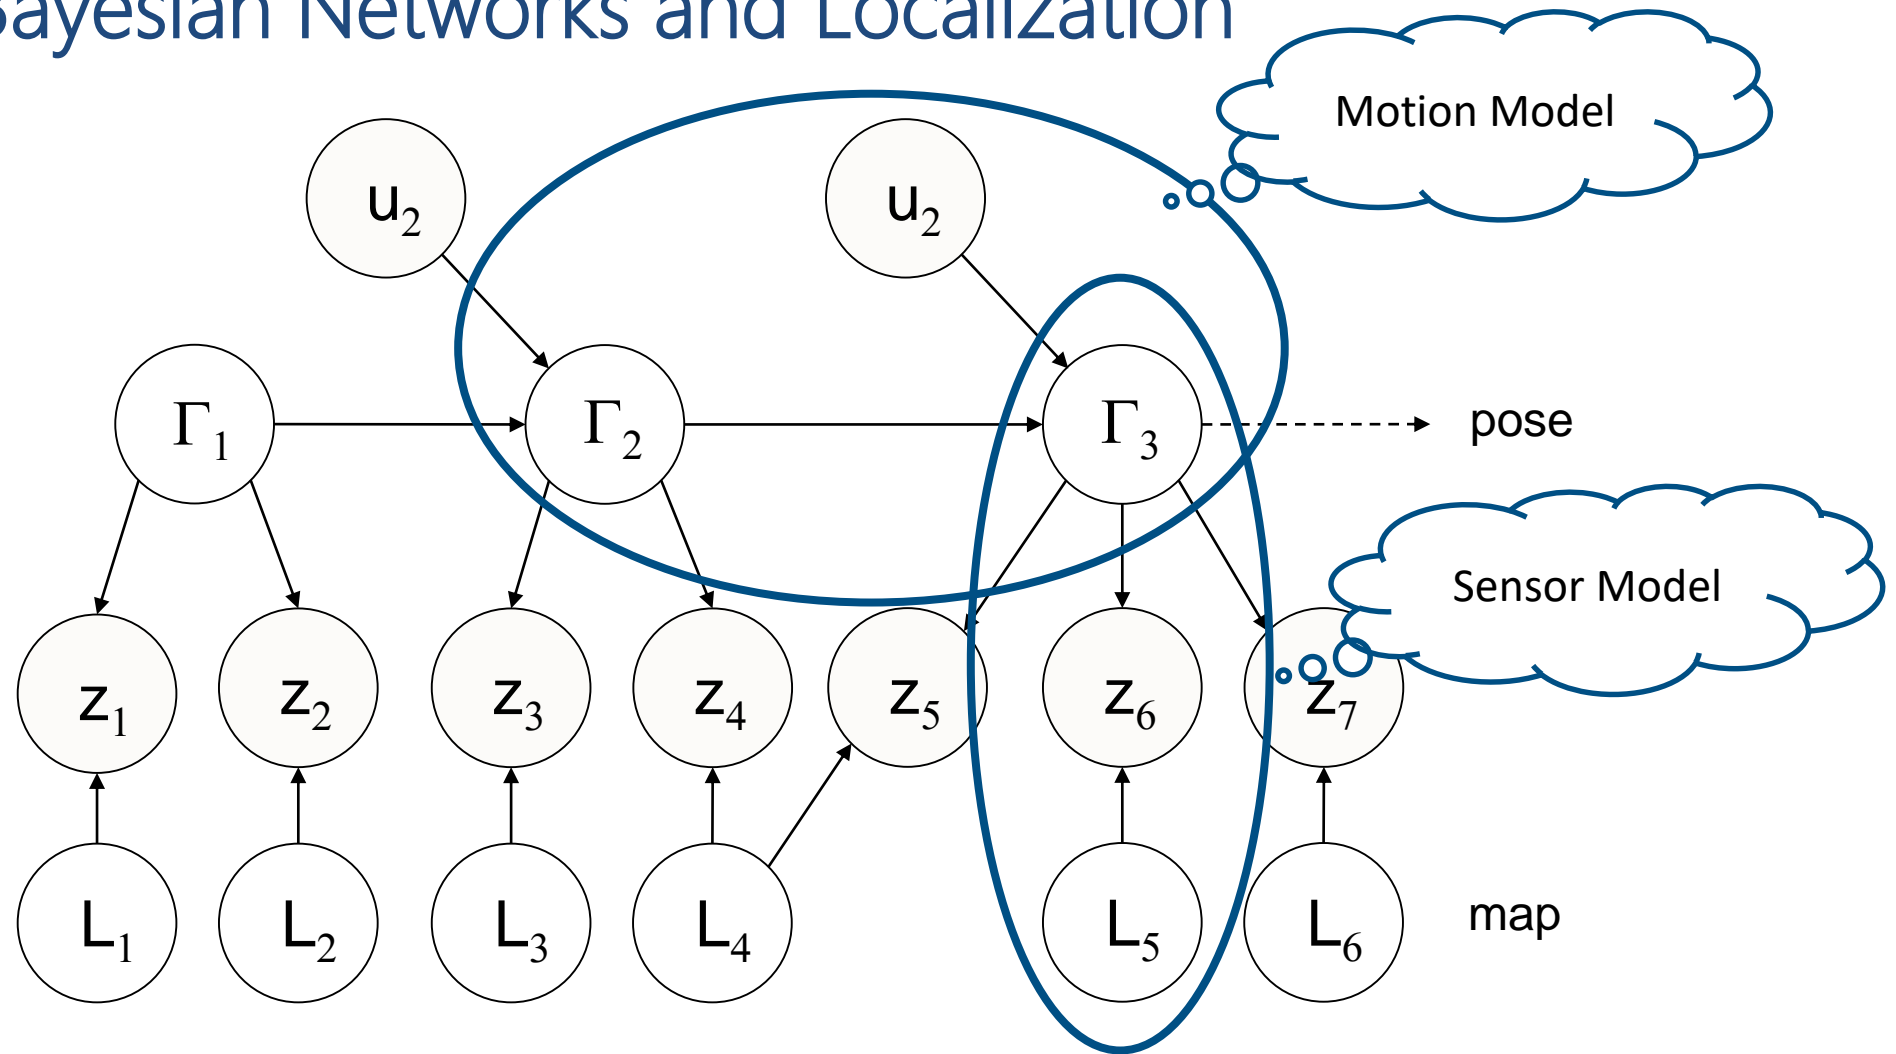 Bayesian Networks and Localization
Motion Model
u2
u2
Γ1
Γ2
Γ3
pose
Sensor Model
z1
z2
z3
z4
z5
z6
z7
L1
L2
L3
L4
L5
L6
map